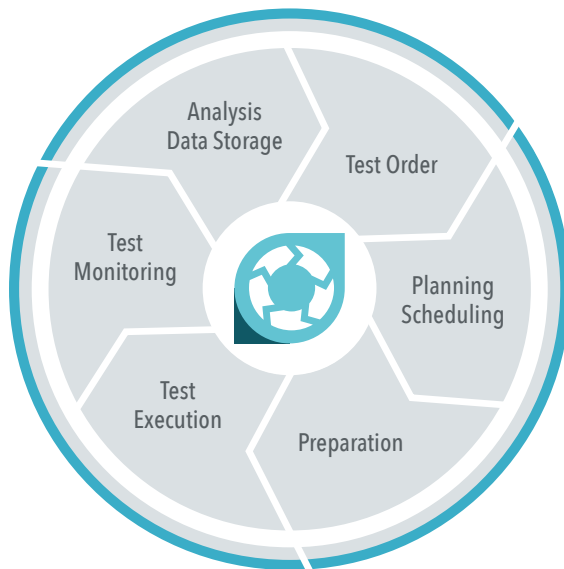 Analysis
Data Storage
Test Order
Planning
Scheduling
Preparation
Test
Execution
Test
Monitoring